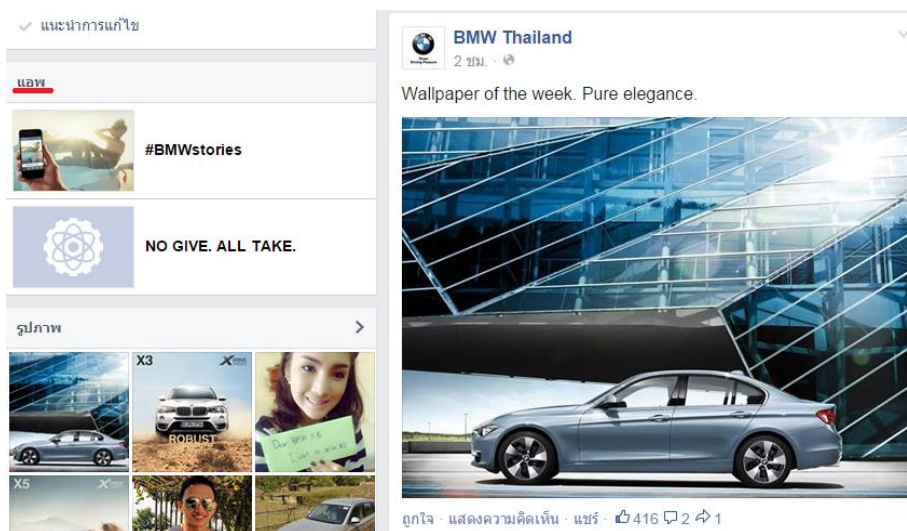 แนะนำการแก้ไข
แอพ
#BMWstories
NO GIVE. ALL TAKE.
รูปภาพ
X3
ROBUST
X5
BMW Thailand
2 ชม.
Wallpaper of the week. Pure elegance.
ถูกใจ · แสดงความคิดเห็น · แชร์ · 416 2 1